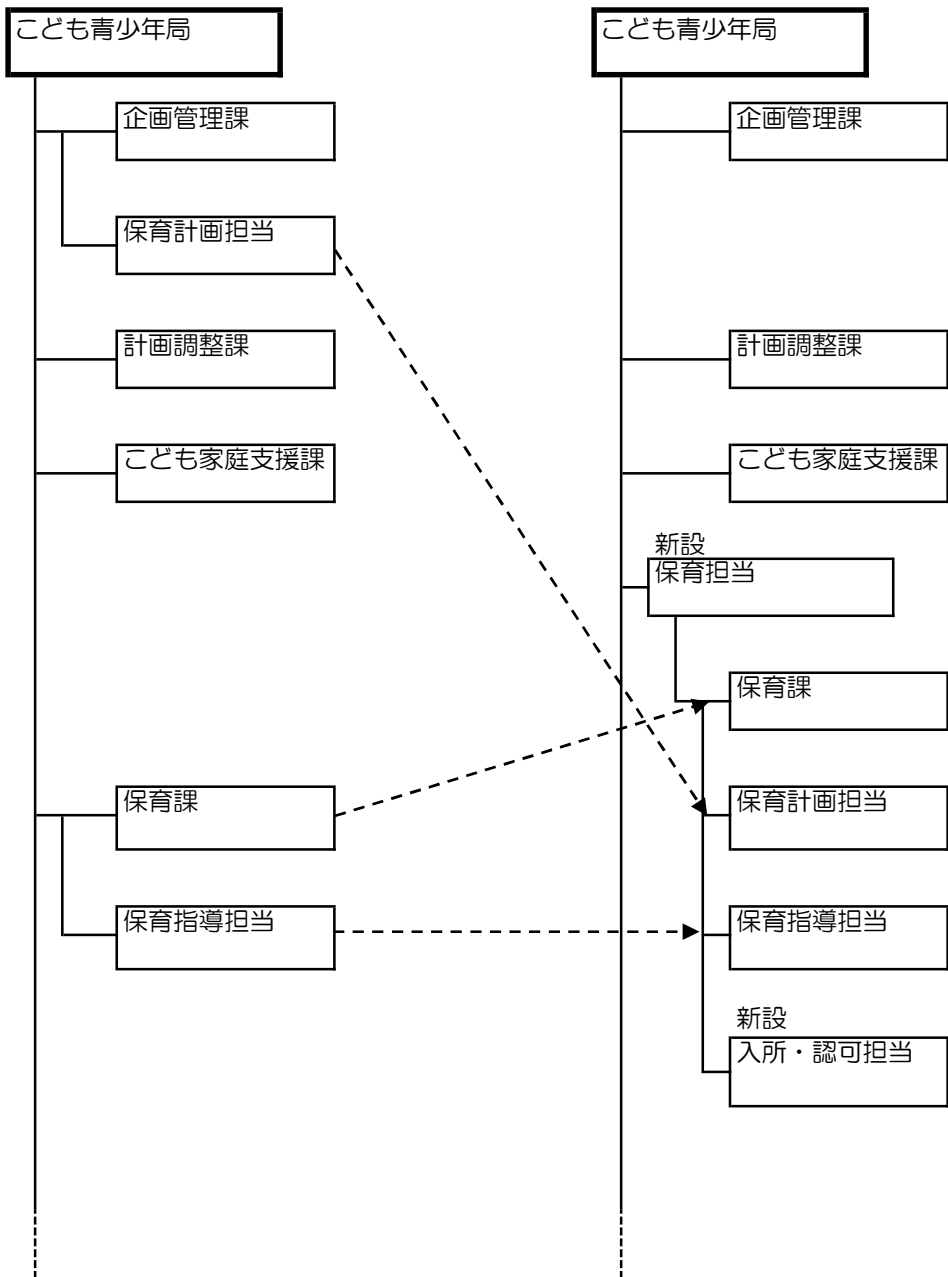 こども青少年局
企画管理課
保育計画担当
計画調整課
こども家庭支援課
保育課
保育指導担当
こども青少年局
企画管理課
計画調整課
こども家庭支援課
新設
保育担当
保育課
保育計画担当
保育指導担当
新設
入所・認可担当